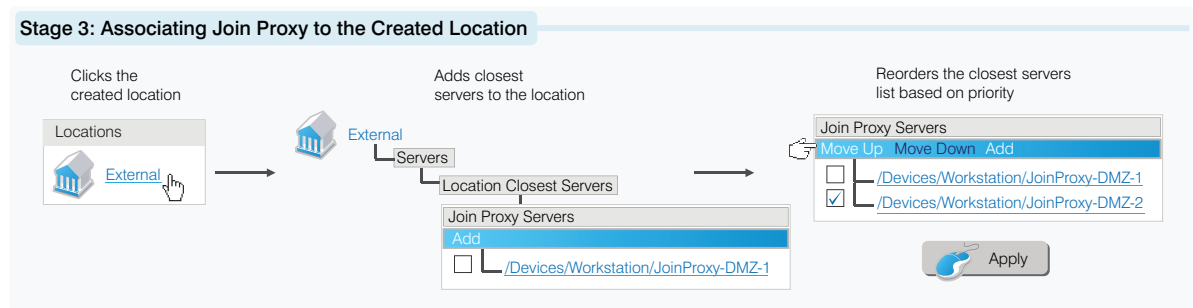 Stage 3: Associating Join Proxy to the Created Location
Clicks the
created location
Locations
External
Adds closest
servers to the location
External
Servers
Location Closest Servers
Join Proxy Servers
Add
/Devices/Workstation/JoinProxy-DMZ-1
Reorders the closest servers
list based on priority
Join Proxy Servers
Move Up Move Down Add
/Devices/Workstation/JoinProxy-DMZ-1
/Devices/Workstation/JoinProxy-DMZ-2
Apply